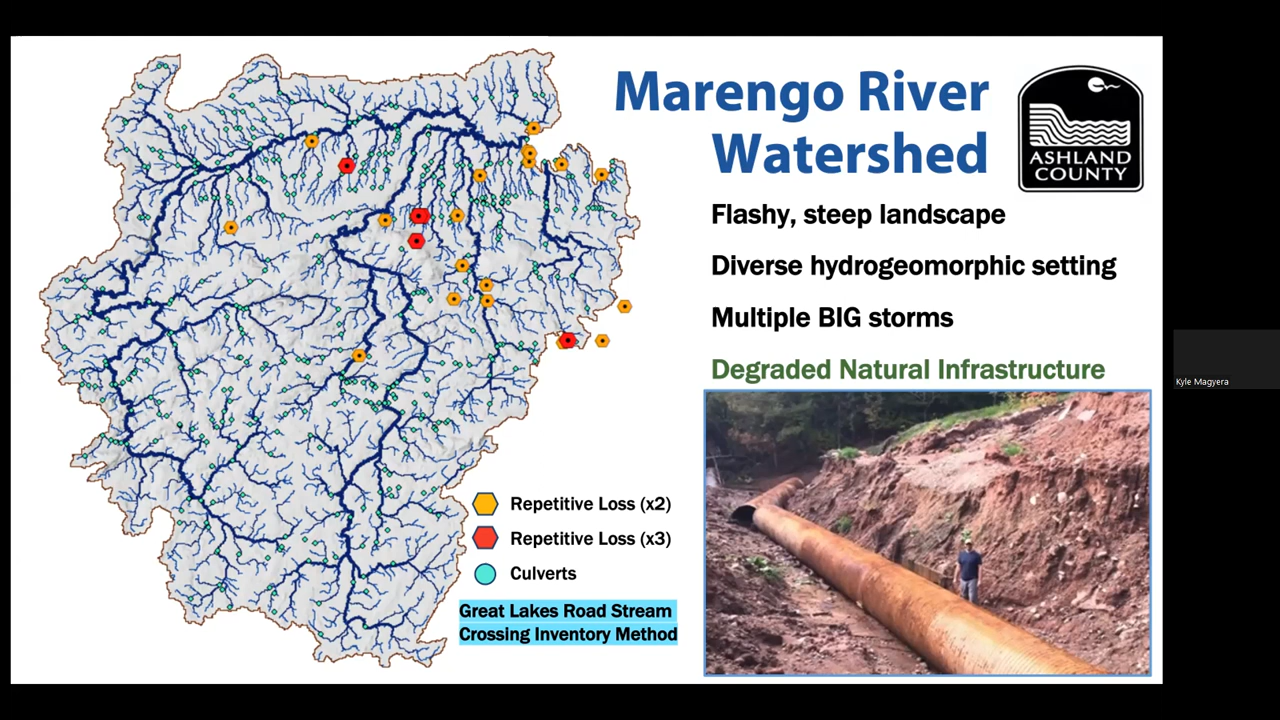 Marengo River
Watershed
ASHLAND
COUNTY
Flashy, steep landscape
Diverse hydrogeomorphic setting
Multiple BIG storms
Degraded Natural Infrastructure
Repetitive Loss (x2)
Repetitive Loss (x3)
Culverts
Great Lakes Road Stream
Crossing Inventory Method
Kyle Magyera